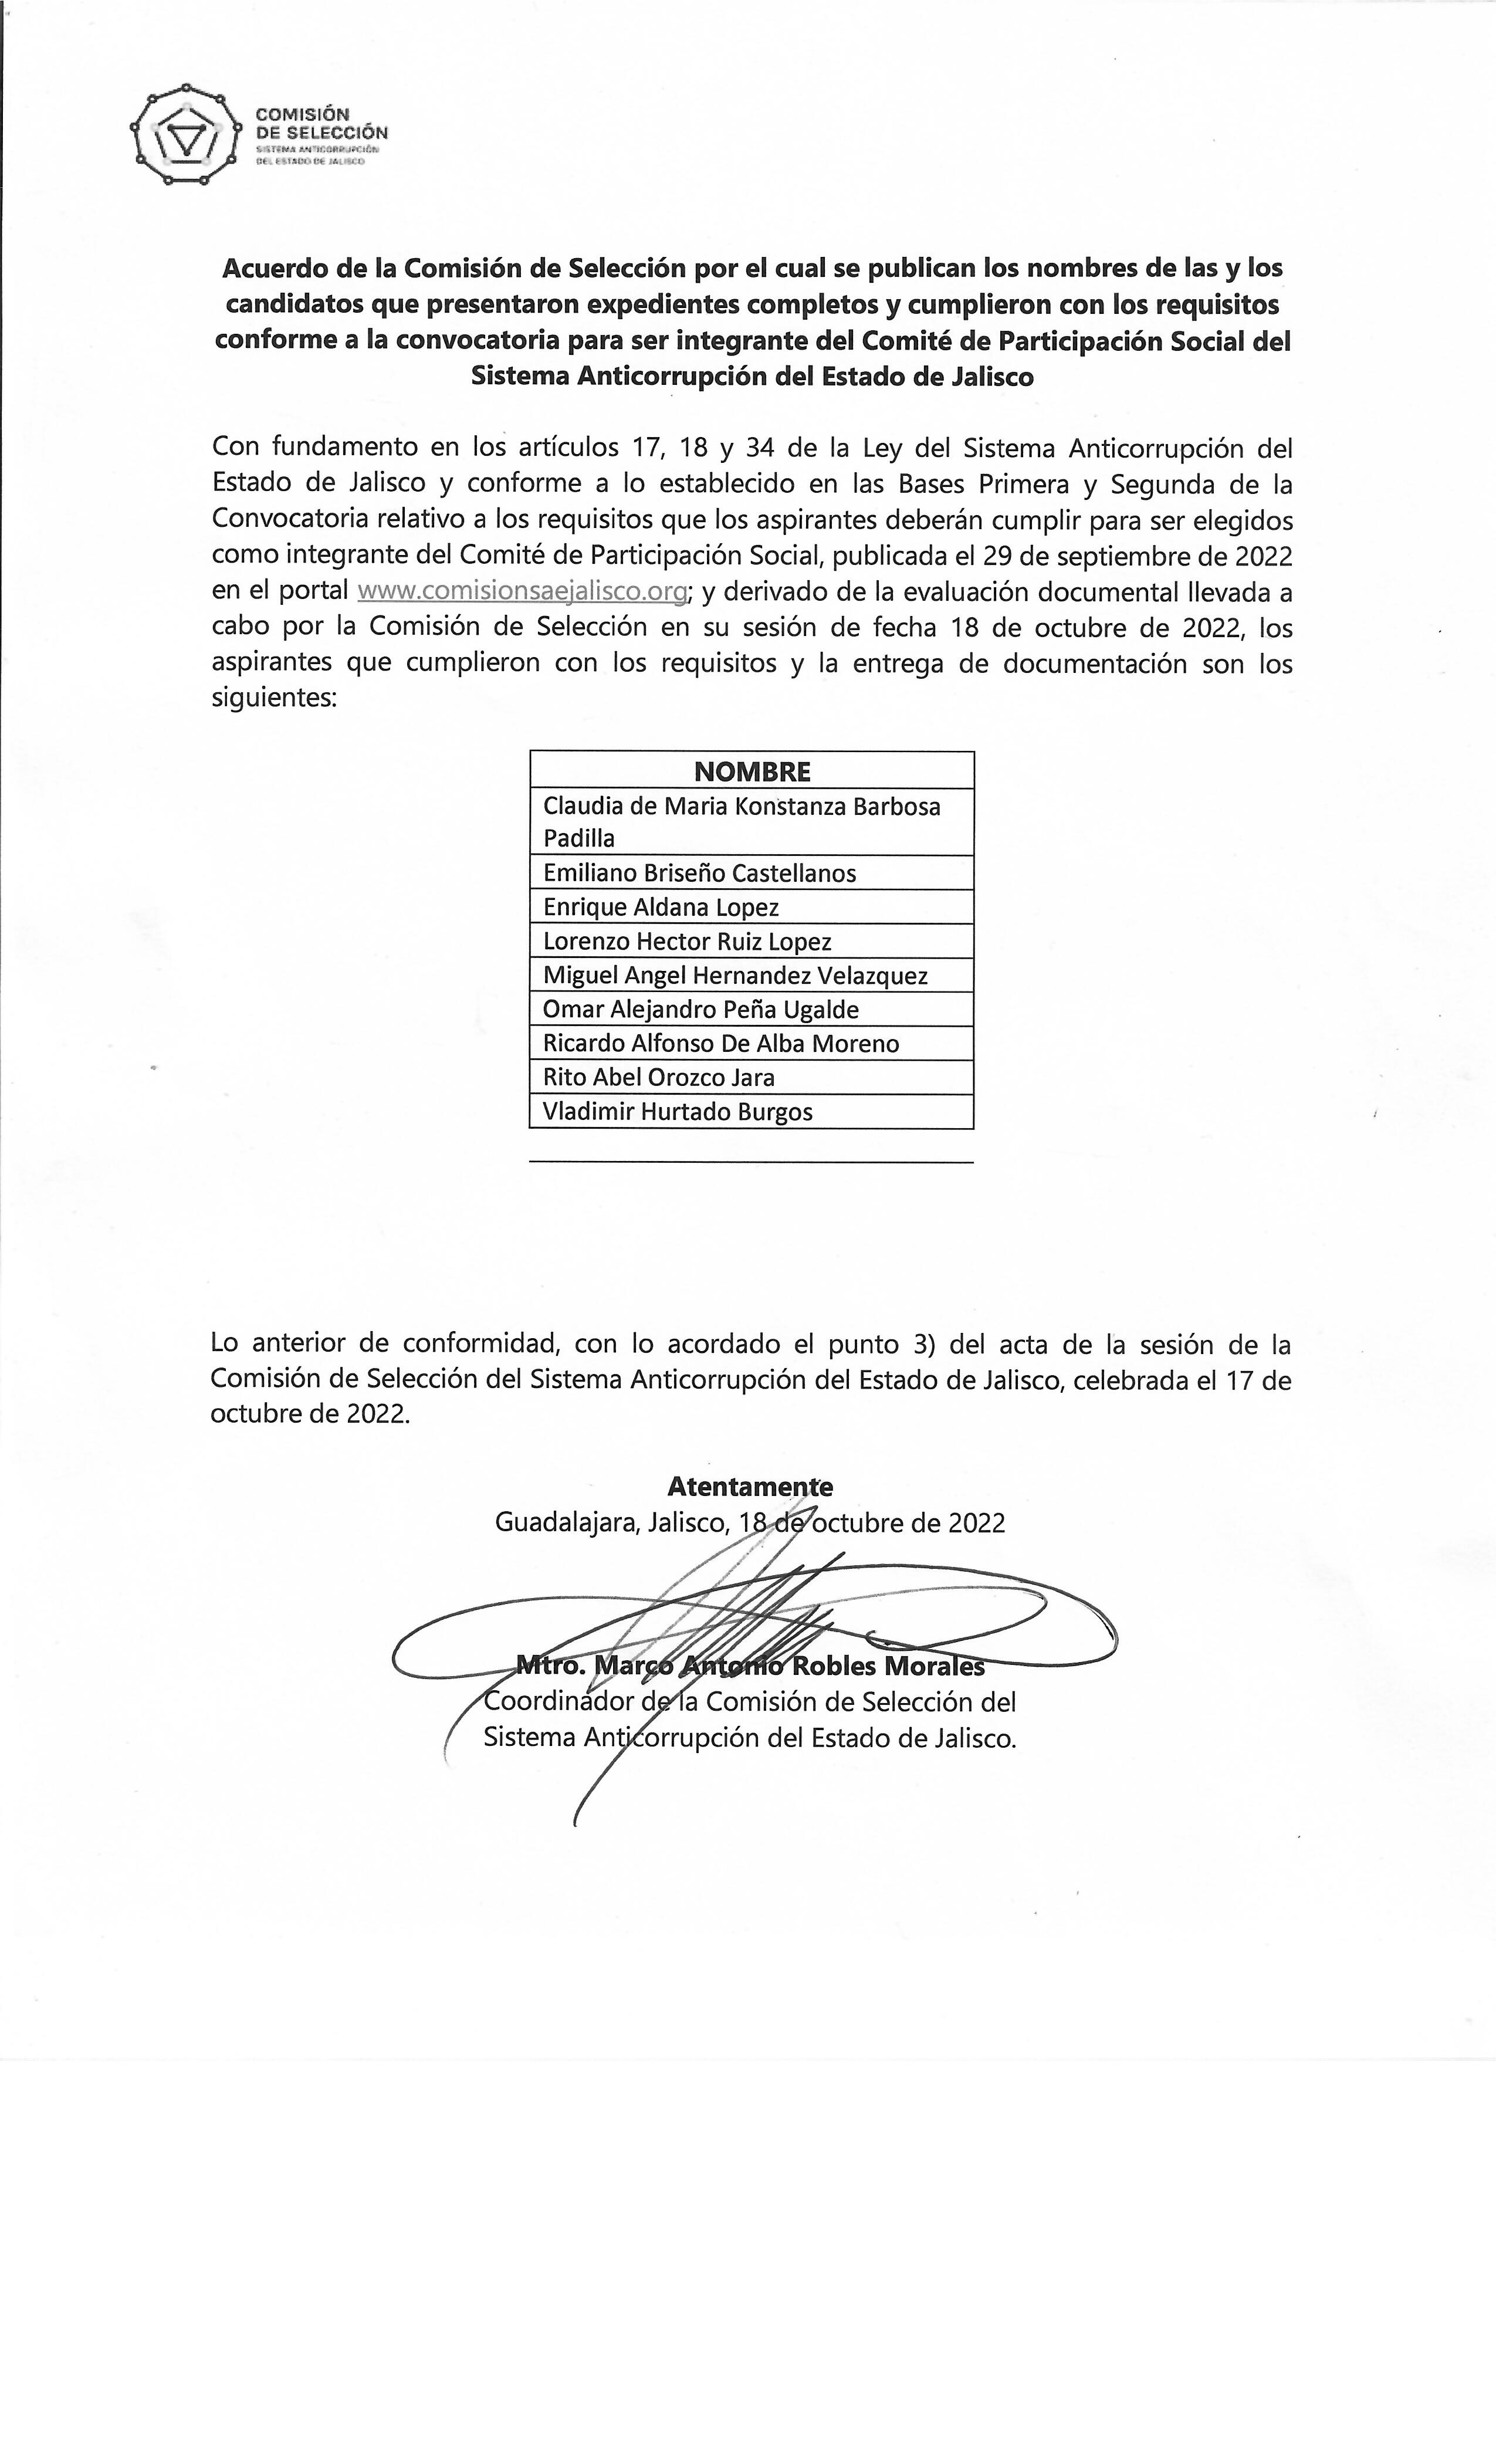 COMISIÓN
DE SELECCIÓN
SISTEMA ANTICORRUPCIÓN
DEL ESTADO DE JALISCO
Acuerdo de la Comisión de Selección por el cual se publican los nombres de las y los
candidatos que presentaron expedientes completos y cumplieron con los requisitos
conforme a la convocatoria para ser integrante del Comité de Participación Social del
Sistema Anticorrupción del Estado de Jalisco
Con fundamento en los artículos 17, 18 y 34 de la Ley del Sistema Anticorrupción del
Estado de Jalisco y conforme a lo establecido en las Bases Primera y Segunda de la
Convocatoria relativo a los requisitos que los aspirantes deberán cumplir para ser elegidos
como integrante del Comité de Participación Social, publicada el 29 de septiembre de 2022
en el portal www.comisionsaejalisco.org; y derivado de la evaluación documental llevada a
cabo por la Comisión de Selección en su sesión de fecha 18 de octubre de 2022, los
aspirantes que cumplieron con los requisitos y la entrega de documentación son los
siguientes:
NOMBRE
Claudia de Maria Konstanza Barbosa
Padilla
Emiliano Briseño Castellanos
Enrique Aldana Lopez
Lorenzo Hector Ruiz Lopez
Miguel Angel Hernandez Velazquez
Omar Alejandro Peña Ugalde
Ricardo Alfonso De Alba Moreno
Rito Abel Orozco Jara
Vladimir Hurtado Burgos
Lo anterior de conformidad, con lo acordado el punto 3) del acta de la sesión de la
Comisión de Selección del Sistema Anticorrupción del Estado de Jalisco, celebrada el 17 de
octubre de 2022.
Atentamente
Guadalajara, Jalisco, 18 de octubre de 2022
Mtro. Marco Antonio Robles Morales
Coordinador de la Comisión de Selección del
Sistema Anticorrupción del Estado de Jalisco.